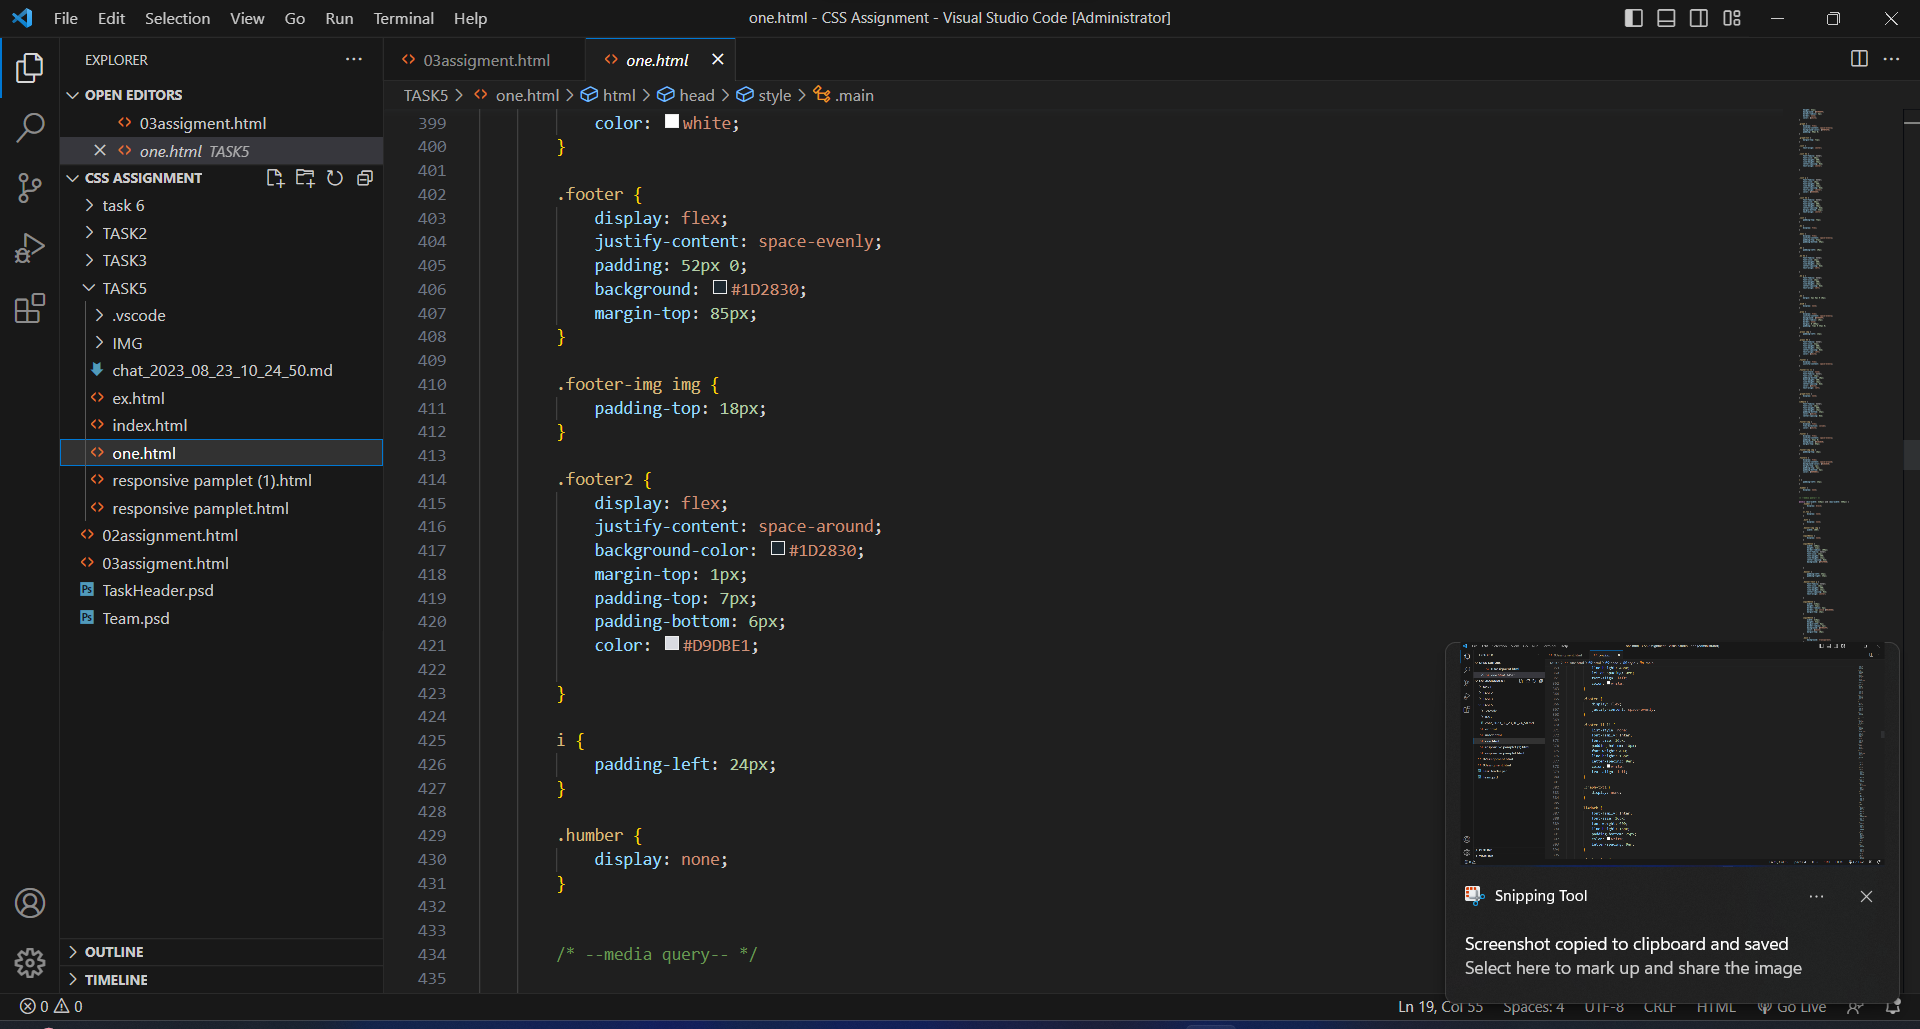 File Edit Selection View Go Run Terminal Help
one.html - CSS Assignment - Visual Studio Code [Administrator]
EXPLORER
OPEN EDITORS
03assigment.html
one.html TASK5
CSS ASSIGNMENT
task 6
TASK2
TASK3
TASK5
.vscode
IMG
chat_2023_08_23_10_24_50.md
ex.html
index.html
one.html
responsive pamplet (1).html
responsive pamplet.html
02assignment.html
03assigment.html
TaskHeader.psd
Team.psd
OUTLINE
TIMELINE
03assigment.html
one.html
TASK5 > one.html > html > head > style > .main
399 color: white;
400 }
401
402 .footer {
403 display: flex;
404 justify-content: space-evenly;
405 padding: 52px 0;
406 background: #1D2830;
407 margin-top: 85px;
408 }
409
410 .footer-img img {
411 padding-top: 18px;
412 }
413
414 .footer2 {
415 display: flex;
416 justify-content: space-around;
417 background-color: #1D2830;
418 margin-top: 1px;
419 padding-top: 7px;
420 padding-bottom: 6px;
421 color: #D9DBE1;
422
423 }
424
425 i {
426 padding-left: 24px;
427 }
428
429 .humber {
430 display: none;
431 }
432
433
434 /* --media query-- */
435
Snipping Tool
Screenshot copied to clipboard and saved
Select here to mark up and share the image
0 0
Ln 19, Col 55 Spaces: 4 UTF-8 CRLF HTML Go Live